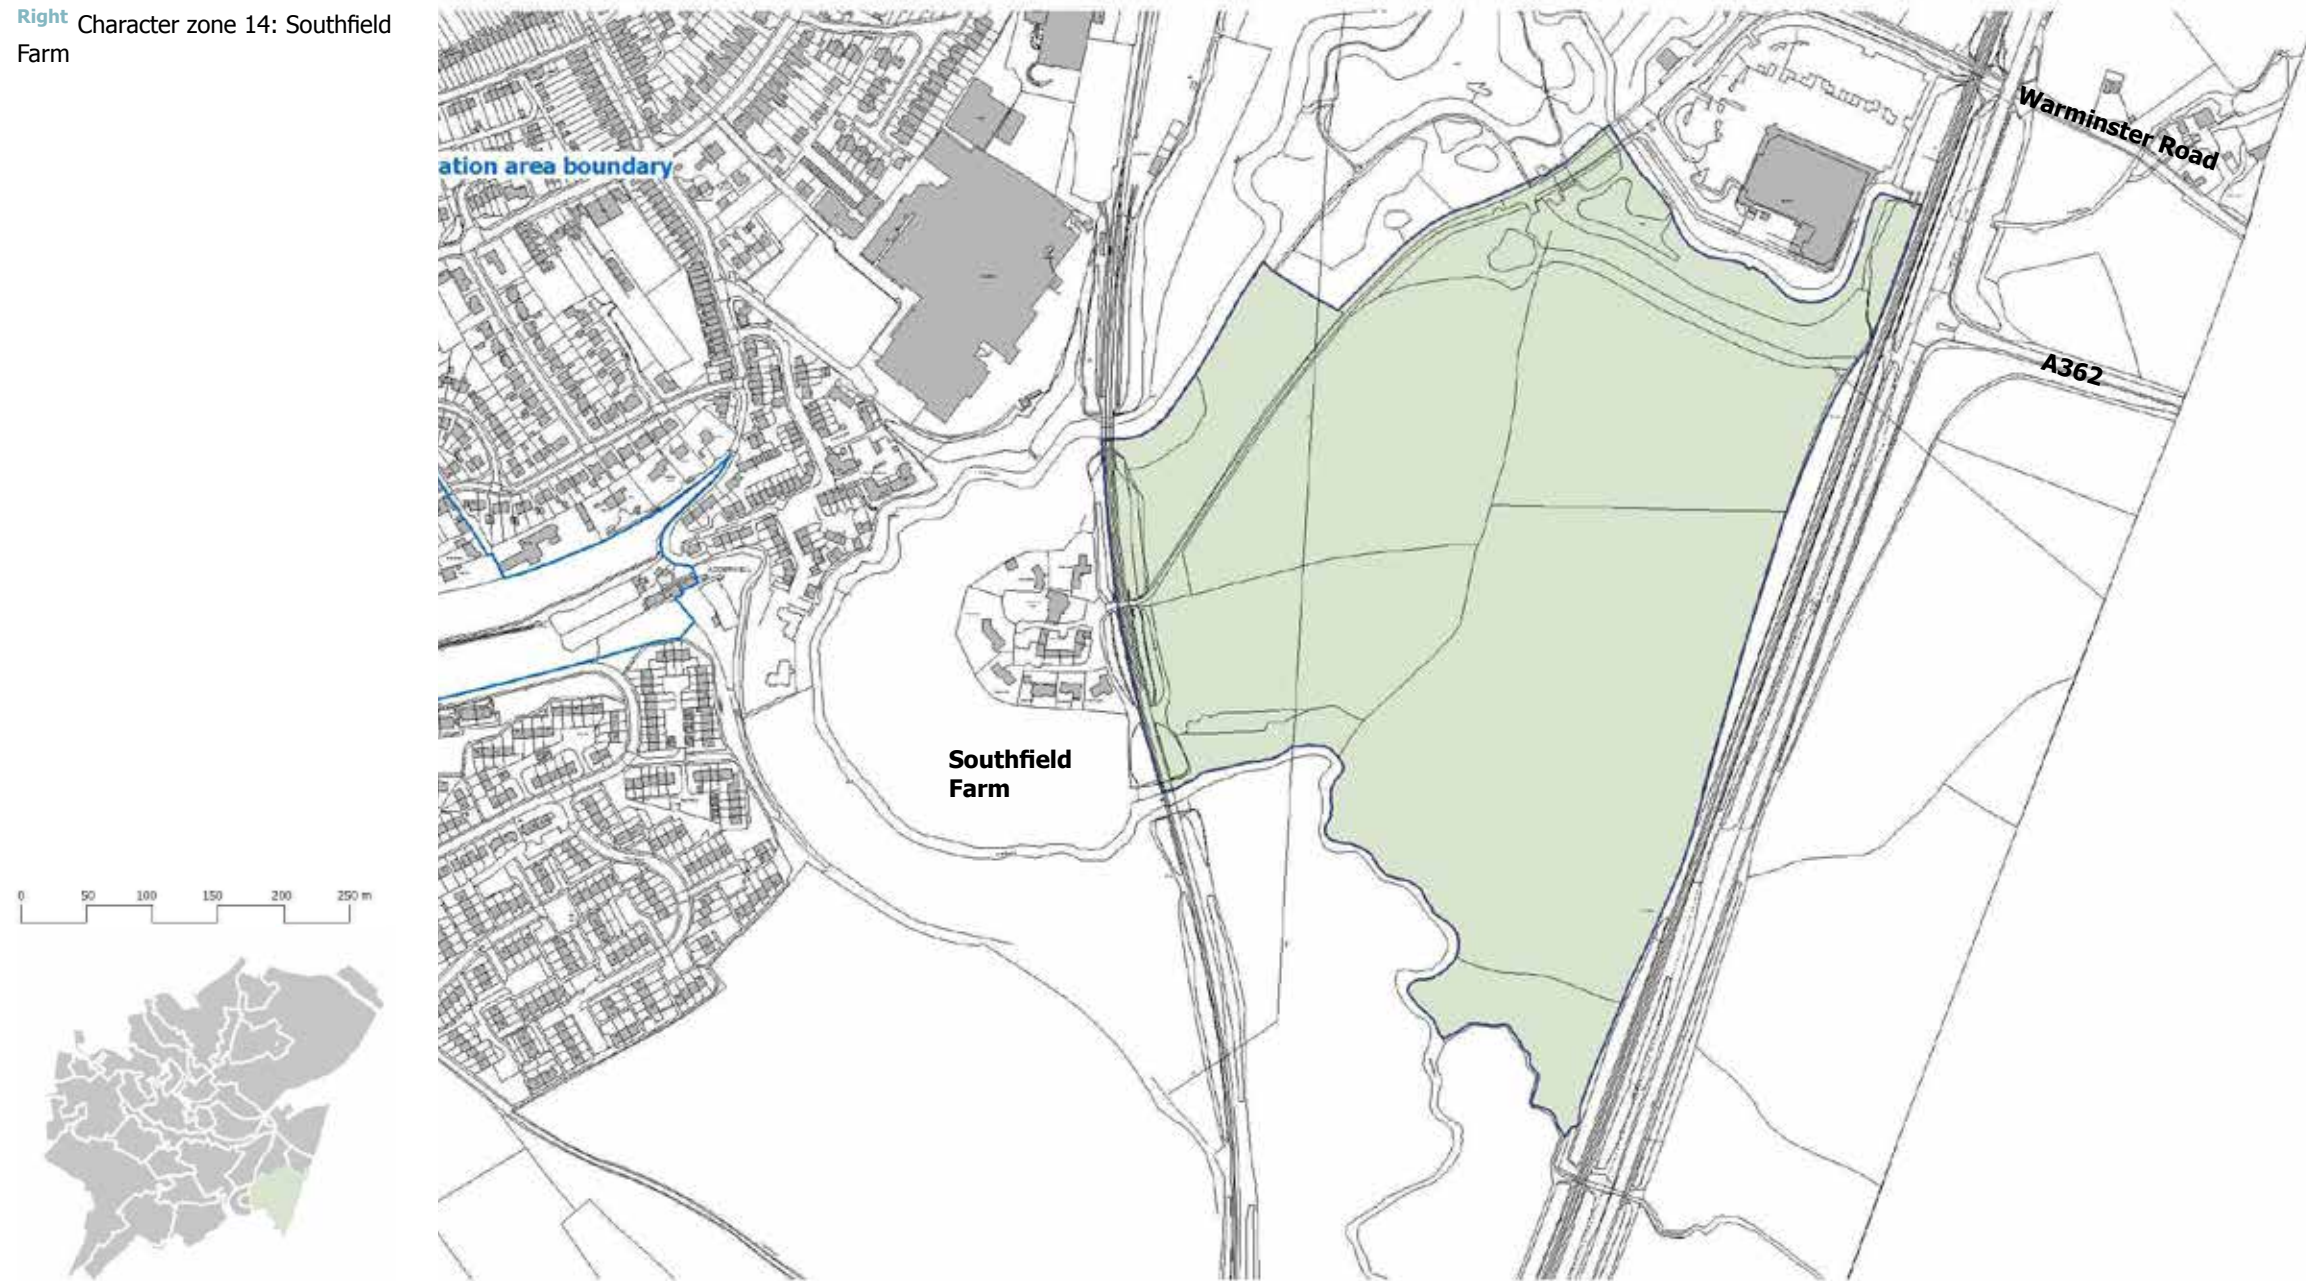 Right Character zone 14: Southfield
Farm
ation area boundary
Warminster Road
A362
Southfield
Farm
0 50 100 150 200 250 m